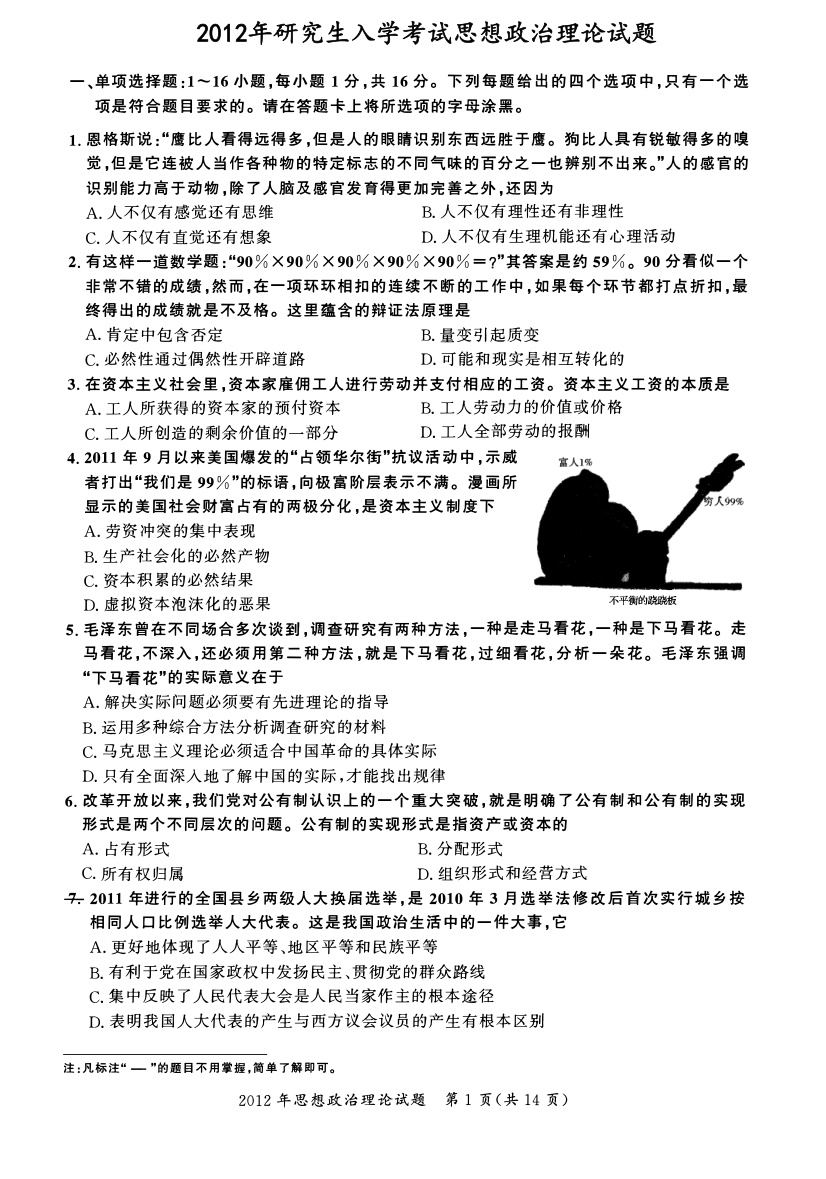 2012年研究生入学考试思想政治理论试题
一、单项选择题:1～16 小题,每小题 1 分,共 16 分。下列每题给出的四个选项中,只有一个选
项是符合题目要求的。请在答题卡上将所选项的字母涂黑。
1. 恩格斯说:“鹰比人看得远得多,但是人的眼睛识别东西远胜于鹰。狗比人具有锐敏得多的嗅
觉,但是它连被人当作各种物的特定标志的不同气味的百分之一也辨别不出来。”人的感官的
识别能力高于动物,除了人脑及感官发育得更加完善之外,还因为
A. 人不仅有感觉还有思维 B. 人不仅有理性还有非理性
C. 人不仅有直觉还有想象 D. 人不仅有生理机能还有心理活动
2. 有这样一道数学题:“90%×90%×90%×90%×90%=?”其答案是约 59%。90 分看似一个
非常不错的成绩,然而,在一项环环相扣的连续不断的工作中,如果每个环节都打点折扣,最
终得出的成绩就是不及格。这里蕴含的辩证法原理是
A. 肯定中包含否定 B. 量变引起质变
C. 必然性通过偶然性开辟道路 D. 可能和现实是相互转化的
3. 在资本主义社会里,资本家雇佣工人进行劳动并支付相应的工资。资本主义工资的本质是
A. 工人所获得的资本家的预付资本 B. 工人劳动力的价值或价格
C. 工人所创造的剩余价值的一部分 D. 工人全部劳动的报酬
4. 2011 年 9 月以来美国爆发的“占领华尔街”抗议活动中,示威
者打出“我们是 99%”的标语,向极富阶层表示不满。漫画所
显示的美国社会财富占有的两极分化,是资本主义制度下
A. 劳资冲突的集中表现
B. 生产社会化的必然产物
C. 资本积累的必然结果
D. 虚拟资本泡沫化的恶果
富人1%
穷人99%
不平衡的跷跷板
5. 毛泽东曾在不同场合多次谈到,调查研究有两种方法,一种是走马看花,一种是下马看花。走
马看花,不深入,还必须用第二种方法,就是下马看花,过细看花,分析一朵花。毛泽东强调
“下马看花”的实际意义在于
A. 解决实际问题必须要有先进理论的指导
B. 运用多种综合方法分析调查研究的材料
C. 马克思主义理论必须适合中国革命的具体实际
D. 只有全面深入地了解中国的实际,才能找出规律
6. 改革开放以来,我们党对公有制认识上的一个重大突破,就是明确了公有制和公有制的实现
形式是两个不同层次的问题。公有制的实现形式是指资产或资本的
A. 占有形式 B. 分配形式
C. 所有权归属 D. 组织形式和经营方式
7. 2011 年进行的全国县乡两级人大换届选举,是 2010 年 3 月选举法修改后首次实行城乡按
相同人口比例选举人大代表。这是我国政治生活中的一件大事,它
A. 更好地体现了人人平等、地区平等和民族平等
B. 有利于党在国家政权中发扬民主、贯彻党的群众路线
C. 集中反映了人民代表大会是人民当家作主的根本途径
D. 表明我国人大代表的产生与西方议会议员的产生有根本区别
注:凡标注“ — ”的题目不用掌握,简单了解即可。
2012 年思想政治理论试题 第 1 页(共 14 页)